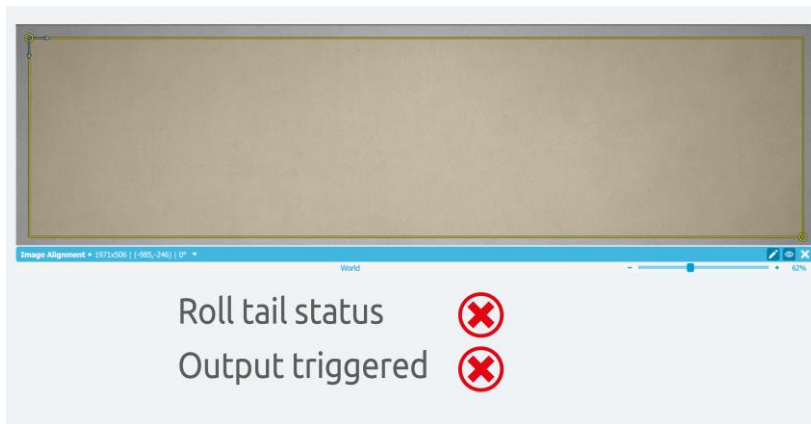 Image Alignment • 1971x506 | (-985,-246) | 0°
World
− + 62%
Roll tail status
Output triggered